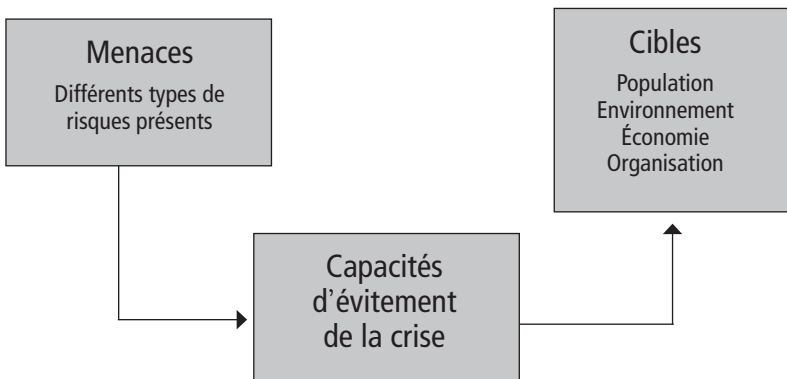 Menaces
Différents types de
risques présents
Cibles
Population
Environnement
Économie
Organisation
Capacités
d’évitement
de la crise